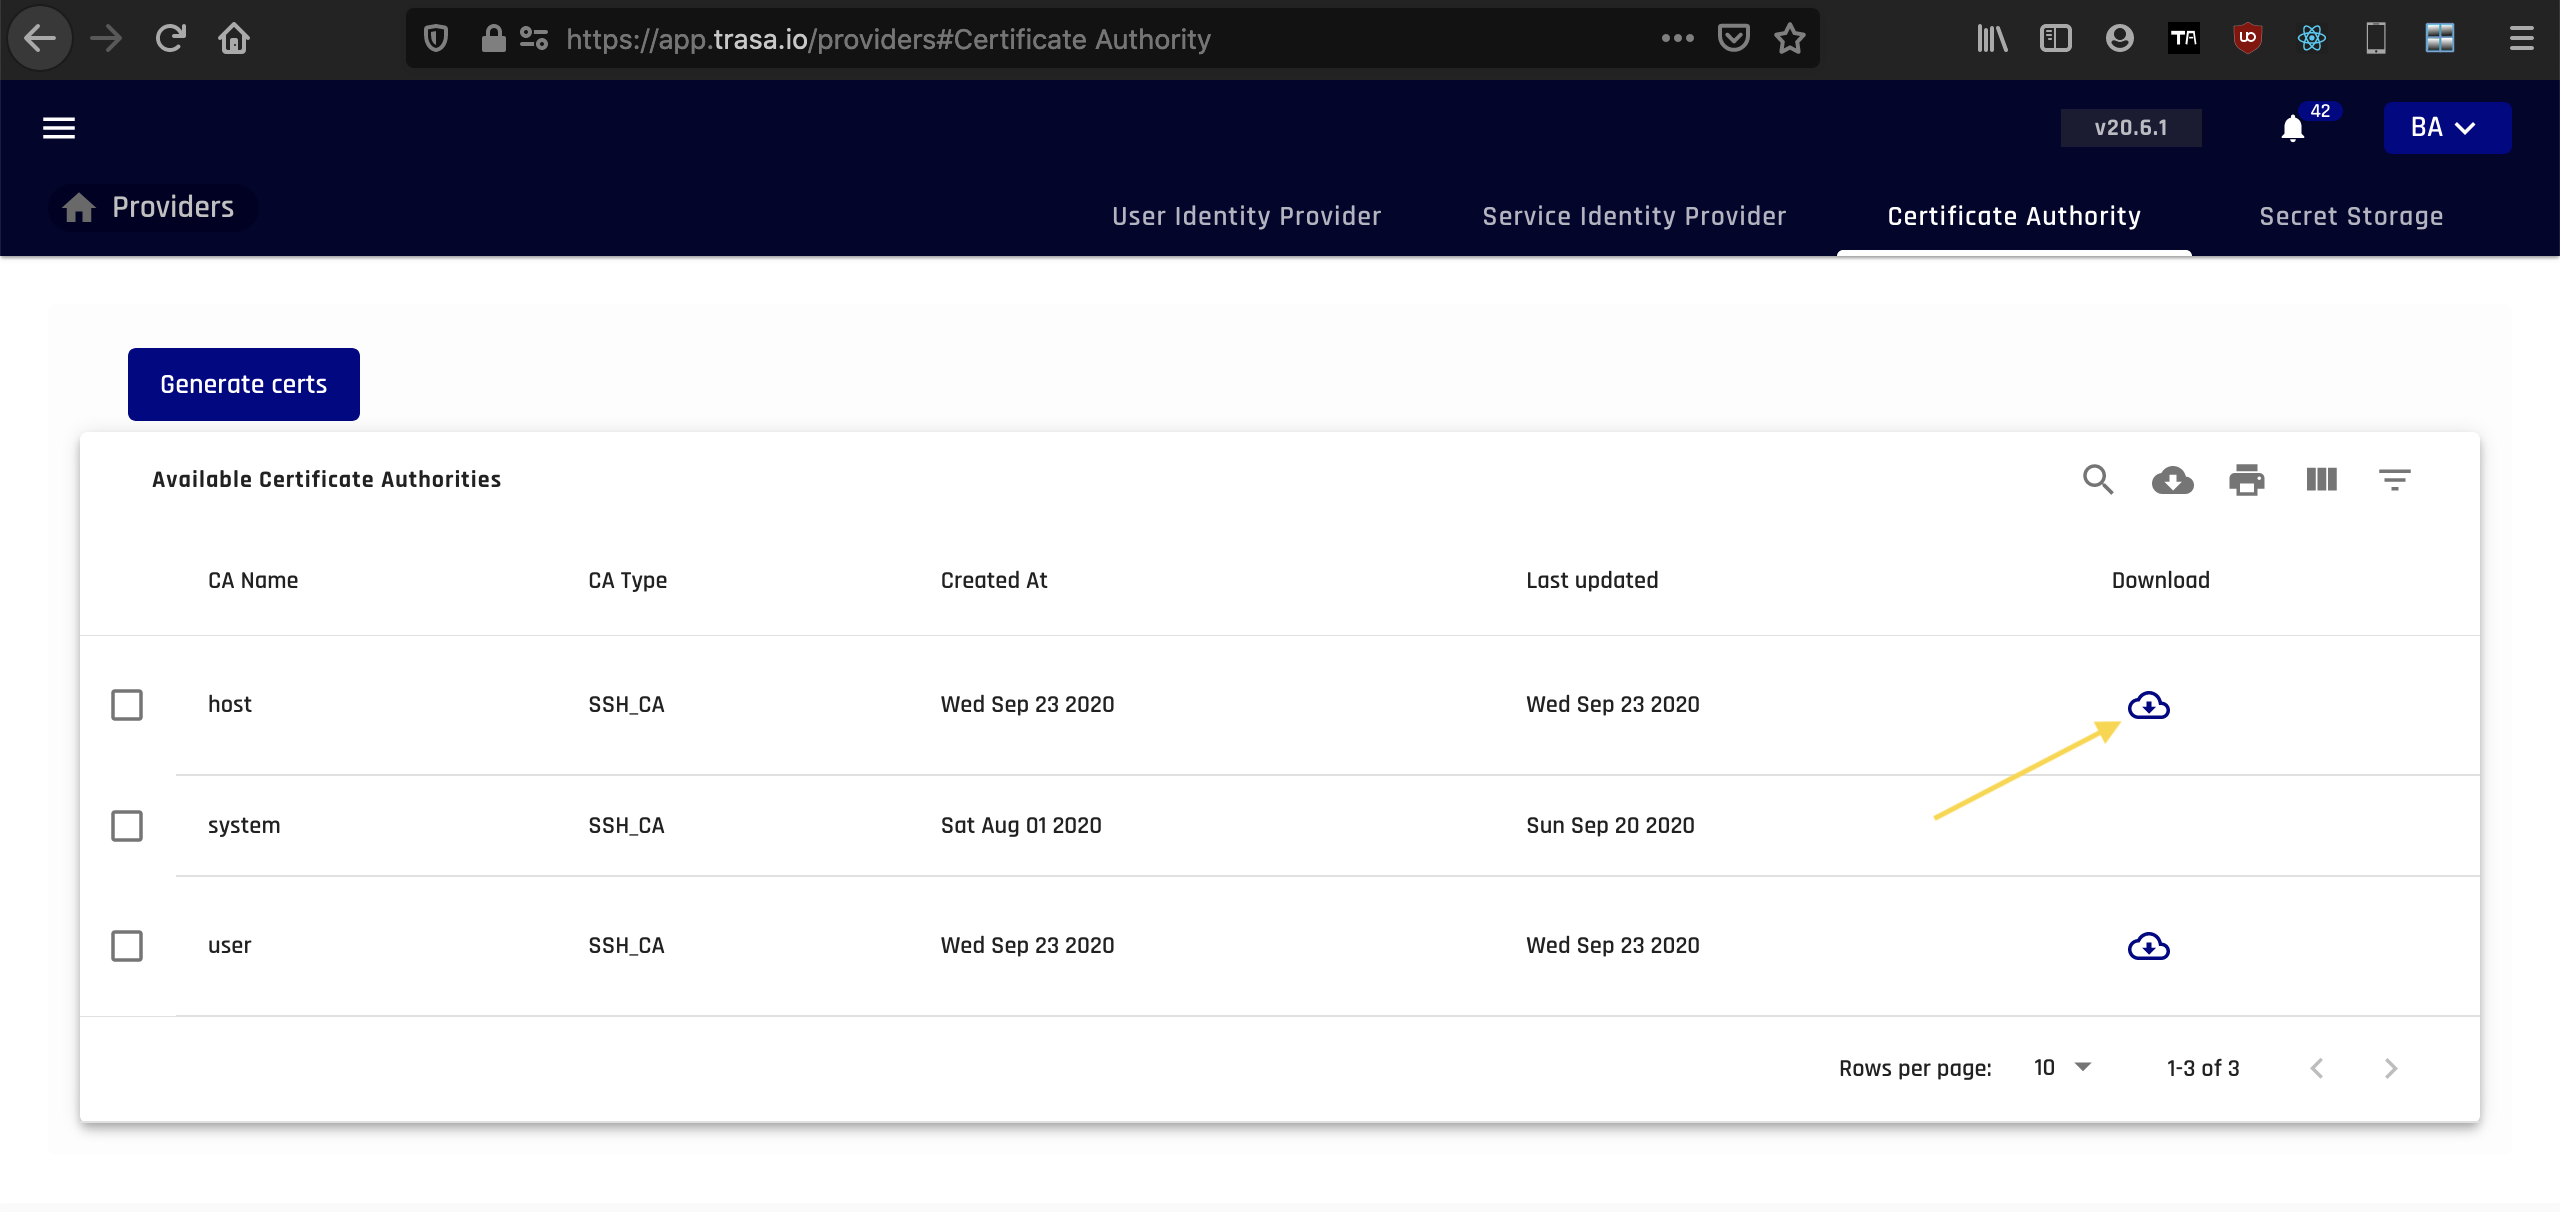 https://app.trasa.io/providers#Certificate Authority
TA
UO
v20.6.1
42
BA
Providers
User Identity Provider
Service Identity Provider
Certificate Authority
Secret Storage
Generate certs
Available Certificate Authorities
CA Name CA Type Created At Last updated Download
host SSH_CA Wed Sep 23 2020 Wed Sep 23 2020
system SSH_CA Sat Aug 01 2020 Sun Sep 20 2020
user SSH_CA Wed Sep 23 2020 Wed Sep 23 2020
Rows per page: 10 1-3 of 3